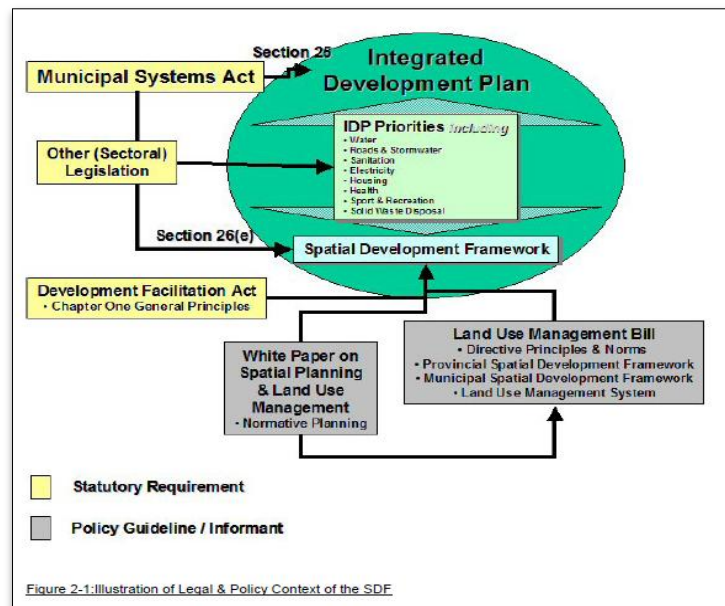 Section 25
Integrated
Development Plan
Municipal Systems Act
IDP Priorities including
• Water
• Roads & Stormwater
• Sanitation
• Electricity
• Housing
• Health
• Sport & Recreation
• Solid Waste Disposal
Other (Sectoral)
Legislation
Section 26(e)
Spatial Development Framework
Development Facilitation Act
• Chapter One General Principles
White Paper on
Spatial Planning
& Land Use
Management
• Normative Planning
Land Use Management Bill
• Directive Principles & Norms
• Provincial Spatial Development Framework
• Municipal Spatial Development Framework
• Land Use Management System
Statutory Requirement
Policy Guideline / Informant
Figure 2-1:Illustration of Legal & Policy Context of the SDF